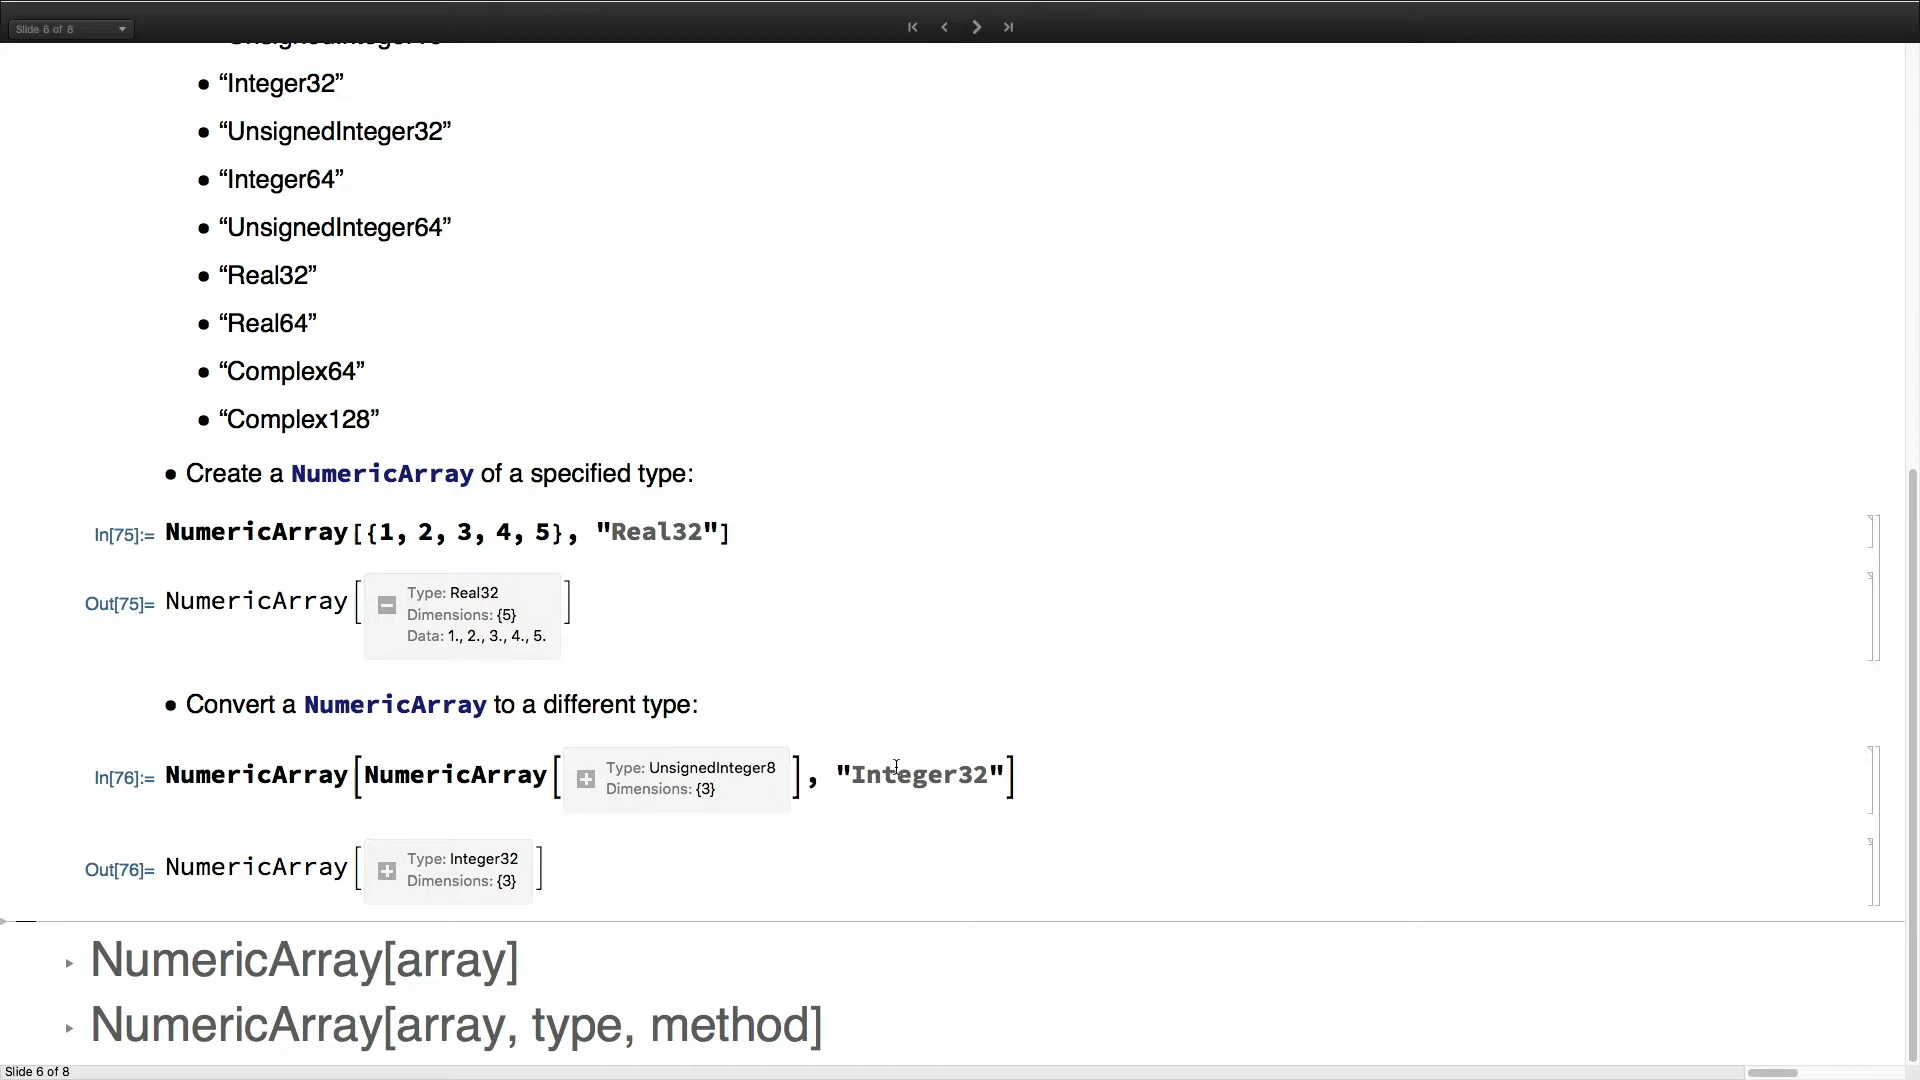 Slide 6 of 8
• “Integer32”
• “UnsignedInteger32”
• “Integer64”
• “UnsignedInteger64”
• “Real32”
• “Real64”
• “Complex64”
• “Complex128”
• Create a NumericArray of a specified type:
In[75]:= NumericArray[{1, 2, 3, 4, 5}, "Real32"]
Out[75]= NumericArray[
Type: Real32
Dimensions: {5}
Data: 1., 2., 3., 4., 5.
]
• Convert a NumericArray to a different type:
In[76]:= NumericArray[NumericArray[
Type: UnsignedInteger8
Dimensions: {3}
], "Integer32"]
Out[76]= NumericArray[
Type: Integer32
Dimensions: {3}
]
NumericArray[array]
NumericArray[array, type, method]
Slide 6 of 8